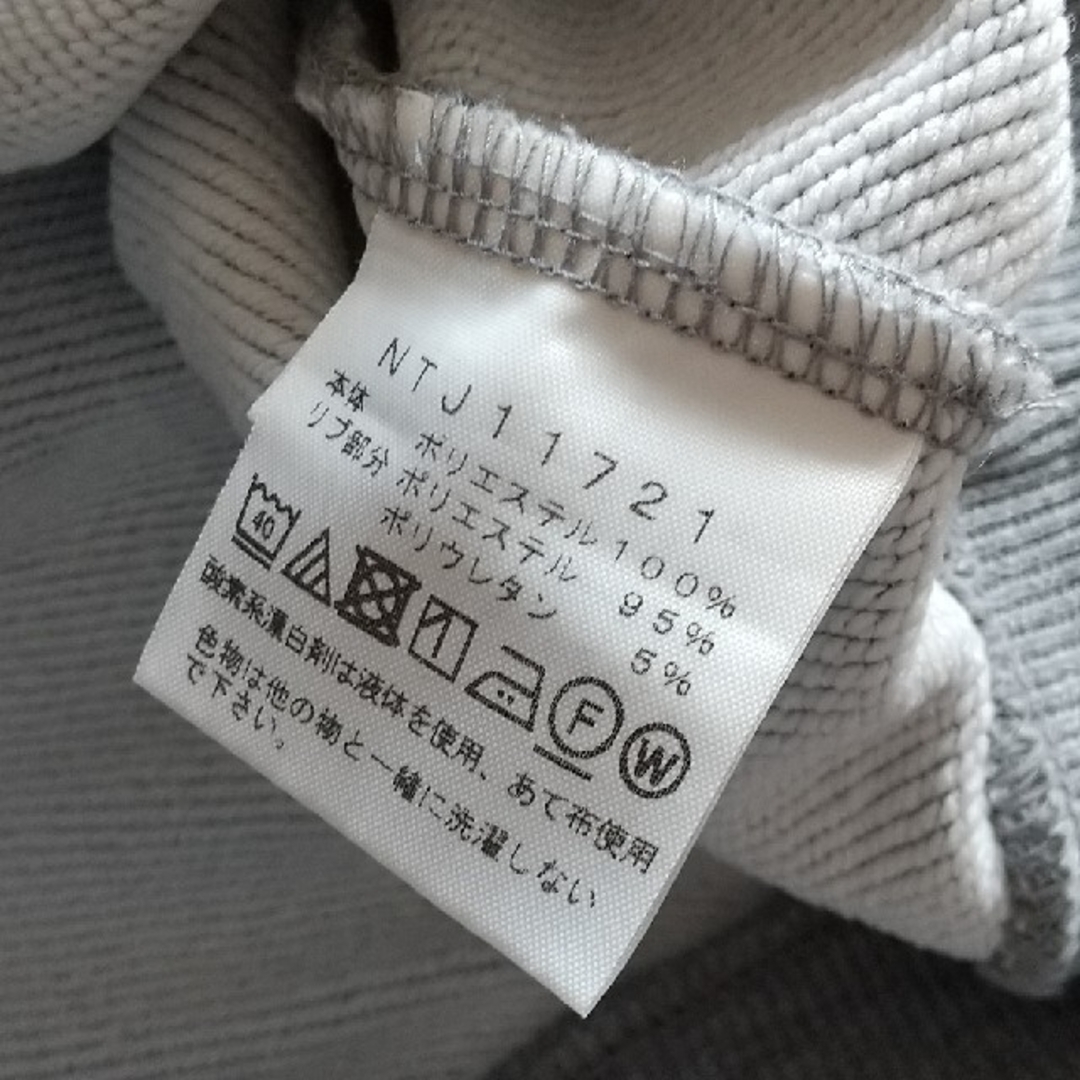 NTJ11721
本体 ポリエステル100%
リブ部分 ポリエステル 95%
ポリウレタン 5%
40 F W
酸素系漂白剤は液体を使用、あて布使用
色物は他の物と一緒に洗濯しない
で下さい。